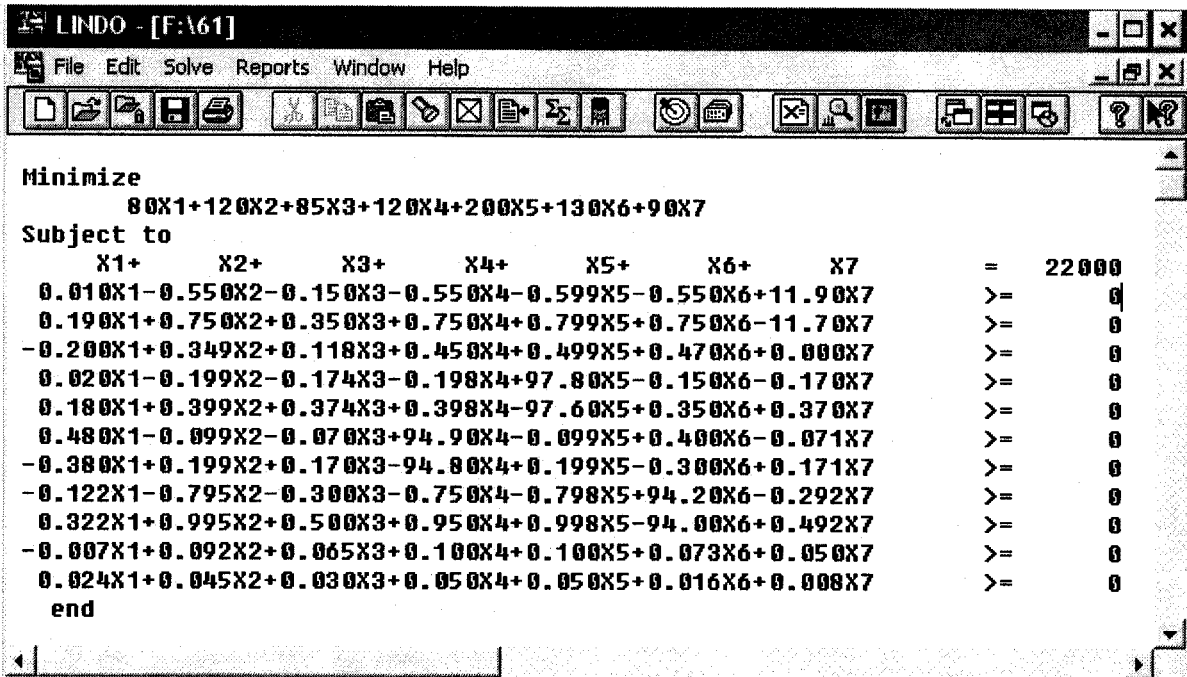 LINDO - [F:\61]
File Edit Solve Reports Window Help
Minimize
80X1+120X2+85X3+120X4+200X5+130X6+90X7
Subject to
X1+ X2+ X3+ X4+ X5+ X6+ X7 = 22000
0.010X1-0.550X2-0.150X3-0.550X4-0.599X5-0.550X6+11.90X7 >= 0
0.190X1+0.750X2+0.350X3+0.750X4+0.799X5+0.750X6-11.70X7 >= 0
-0.200X1+0.349X2+0.118X3+0.450X4+0.499X5+0.470X6+0.000X7 >= 0
0.020X1-0.199X2-0.174X3-0.198X4+97.80X5-0.150X6-0.170X7 >= 0
0.180X1+0.399X2+0.374X3+0.398X4-97.60X5+0.350X6+0.370X7 >= 0
0.480X1-0.099X2-0.070X3+94.90X4-0.099X5+0.400X6-0.071X7 >= 0
-0.380X1+0.199X2+0.170X3-94.80X4+0.199X5-0.300X6+0.171X7 >= 0
-0.122X1-0.795X2-0.300X3-0.750X4-0.798X5+94.20X6-0.292X7 >= 0
0.322X1+0.995X2+0.500X3+0.950X4+0.998X5-94.00X6+0.492X7 >= 0
-0.007X1+0.092X2+0.065X3+0.100X4+0.100X5+0.073X6+0.050X7 >= 0
0.024X1+0.045X2+0.030X3+0.050X4+0.050X5+0.016X6+0.008X7 >= 0
end